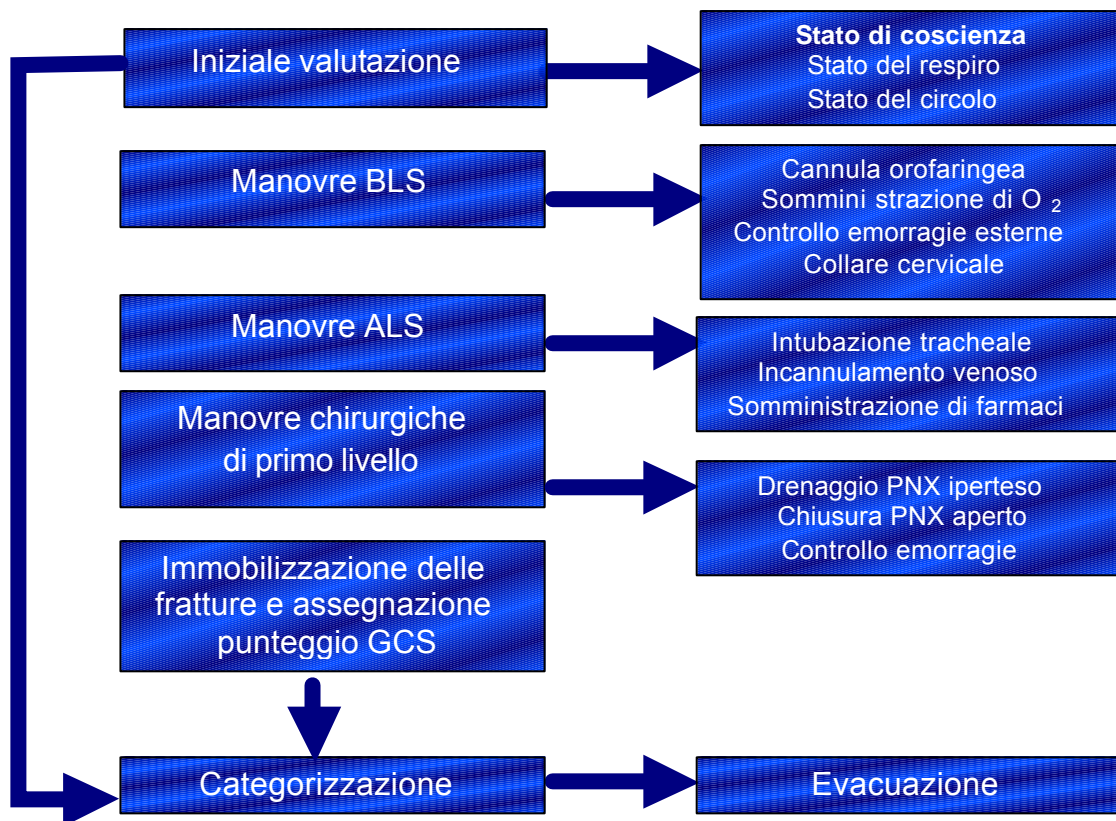 Iniziale valutazione
Stato di coscienza
Stato del respiro
Stato del circolo
Manovre BLS
Cannula orofaringea
Sommini strazione di O 2
Controllo emorragie esterne
Collare cervicale
Manovre ALS
Intubazione tracheale
Incannulamento venoso
Somministrazione di farmaci
Manovre chirurgiche
di primo livello
Drenaggio PNX iperteso
Chiusura PNX aperto
Controllo emorragie
Immobilizzazione delle
fratture e assegnazione
punteggio GCS
Categorizzazione
Evacuazione